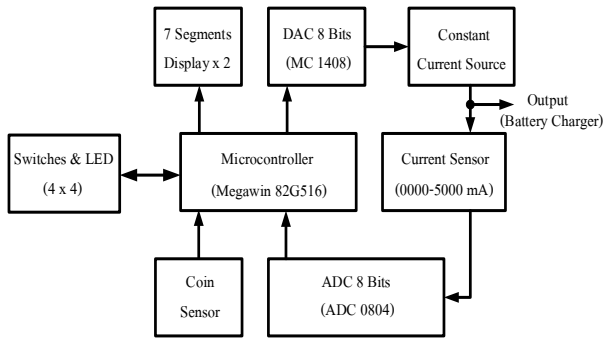 7 Segments
Display x 2
DAC 8 Bits
(MC 1408)
Constant
Current Source
Output
(Battery Charger)
Switches & LED
(4 x 4)
Microcontroller
(Megawin 82G516)
Current Sensor
(0000-5000 mA)
Coin
Sensor
ADC 8 Bits
(ADC 0804)